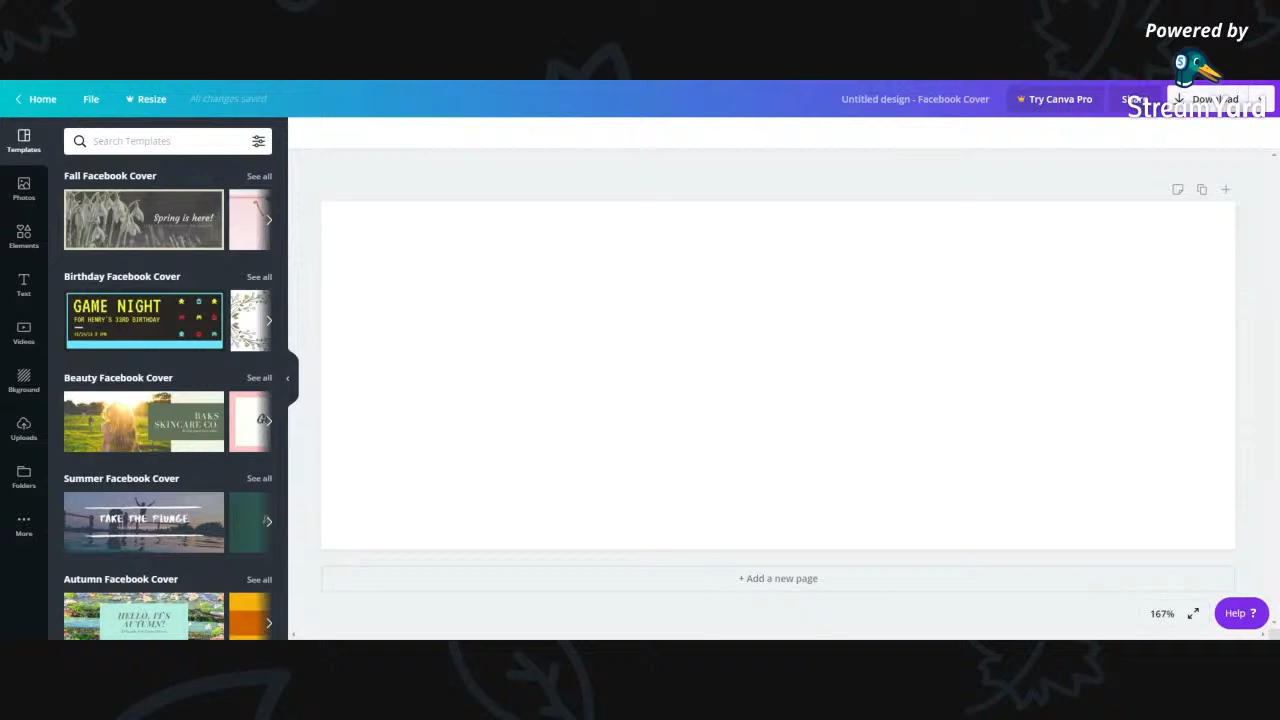 Powered by
StreamYard
Home
File
Resize
All changes saved
Untitled design - Facebook Cover
Try Canva Pro
Download
Templates
Search Templates
Photos
Elements
Text
Videos
Bkground
Uploads
Folders
More
Fall Facebook Cover
See all
Spring is here!
Birthday Facebook Cover
See all
GAME NIGHT
FOR HENRY'S 33RD BIRTHDAY
Beauty Facebook Cover
See all
BAKS
SKINCARE CO.
Summer Facebook Cover
See all
TAKE THE PLUNGE
Autumn Facebook Cover
See all
HELLO, IT'S
AUTUMN!
+ Add a new page
167%
Help ?